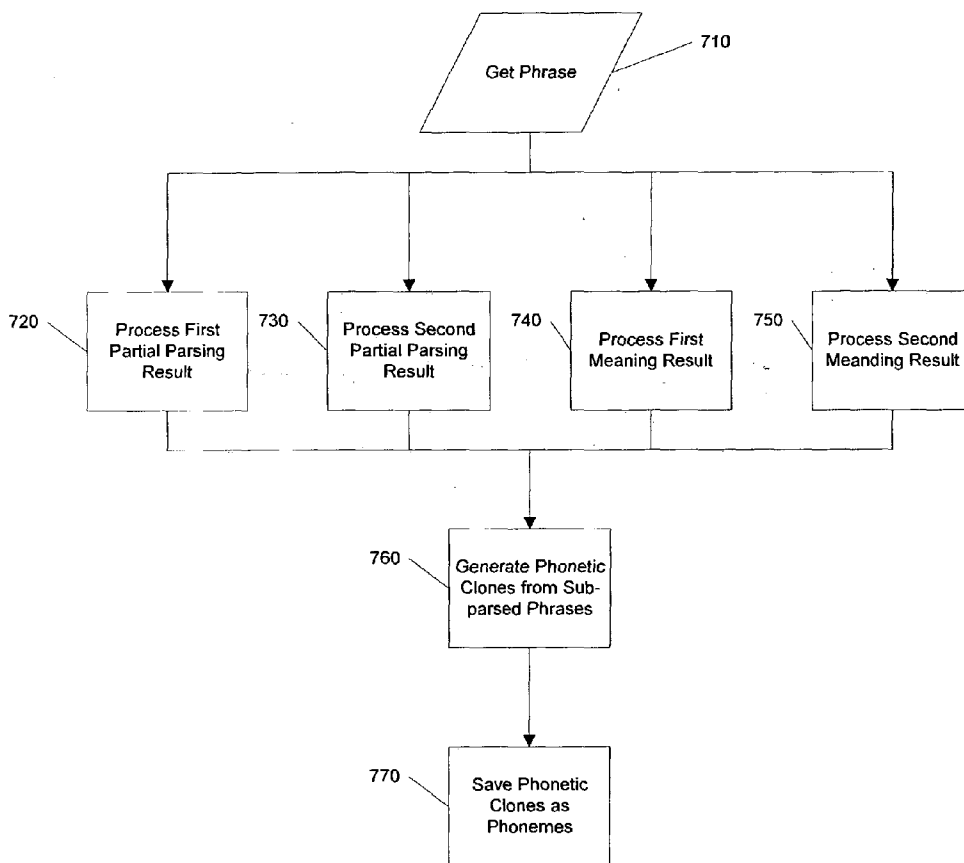 710
Get Phrase
720
Process First
Partial Parsing
Result
730
Process Second
Partial Parsing
Result
740
Process First
Meaning Result
750
Process Second
Meanding Result
760
Generate Phonetic
Clones from Sub-
parsed Phrases
770
Save Phonetic
Clones as
Phonemes